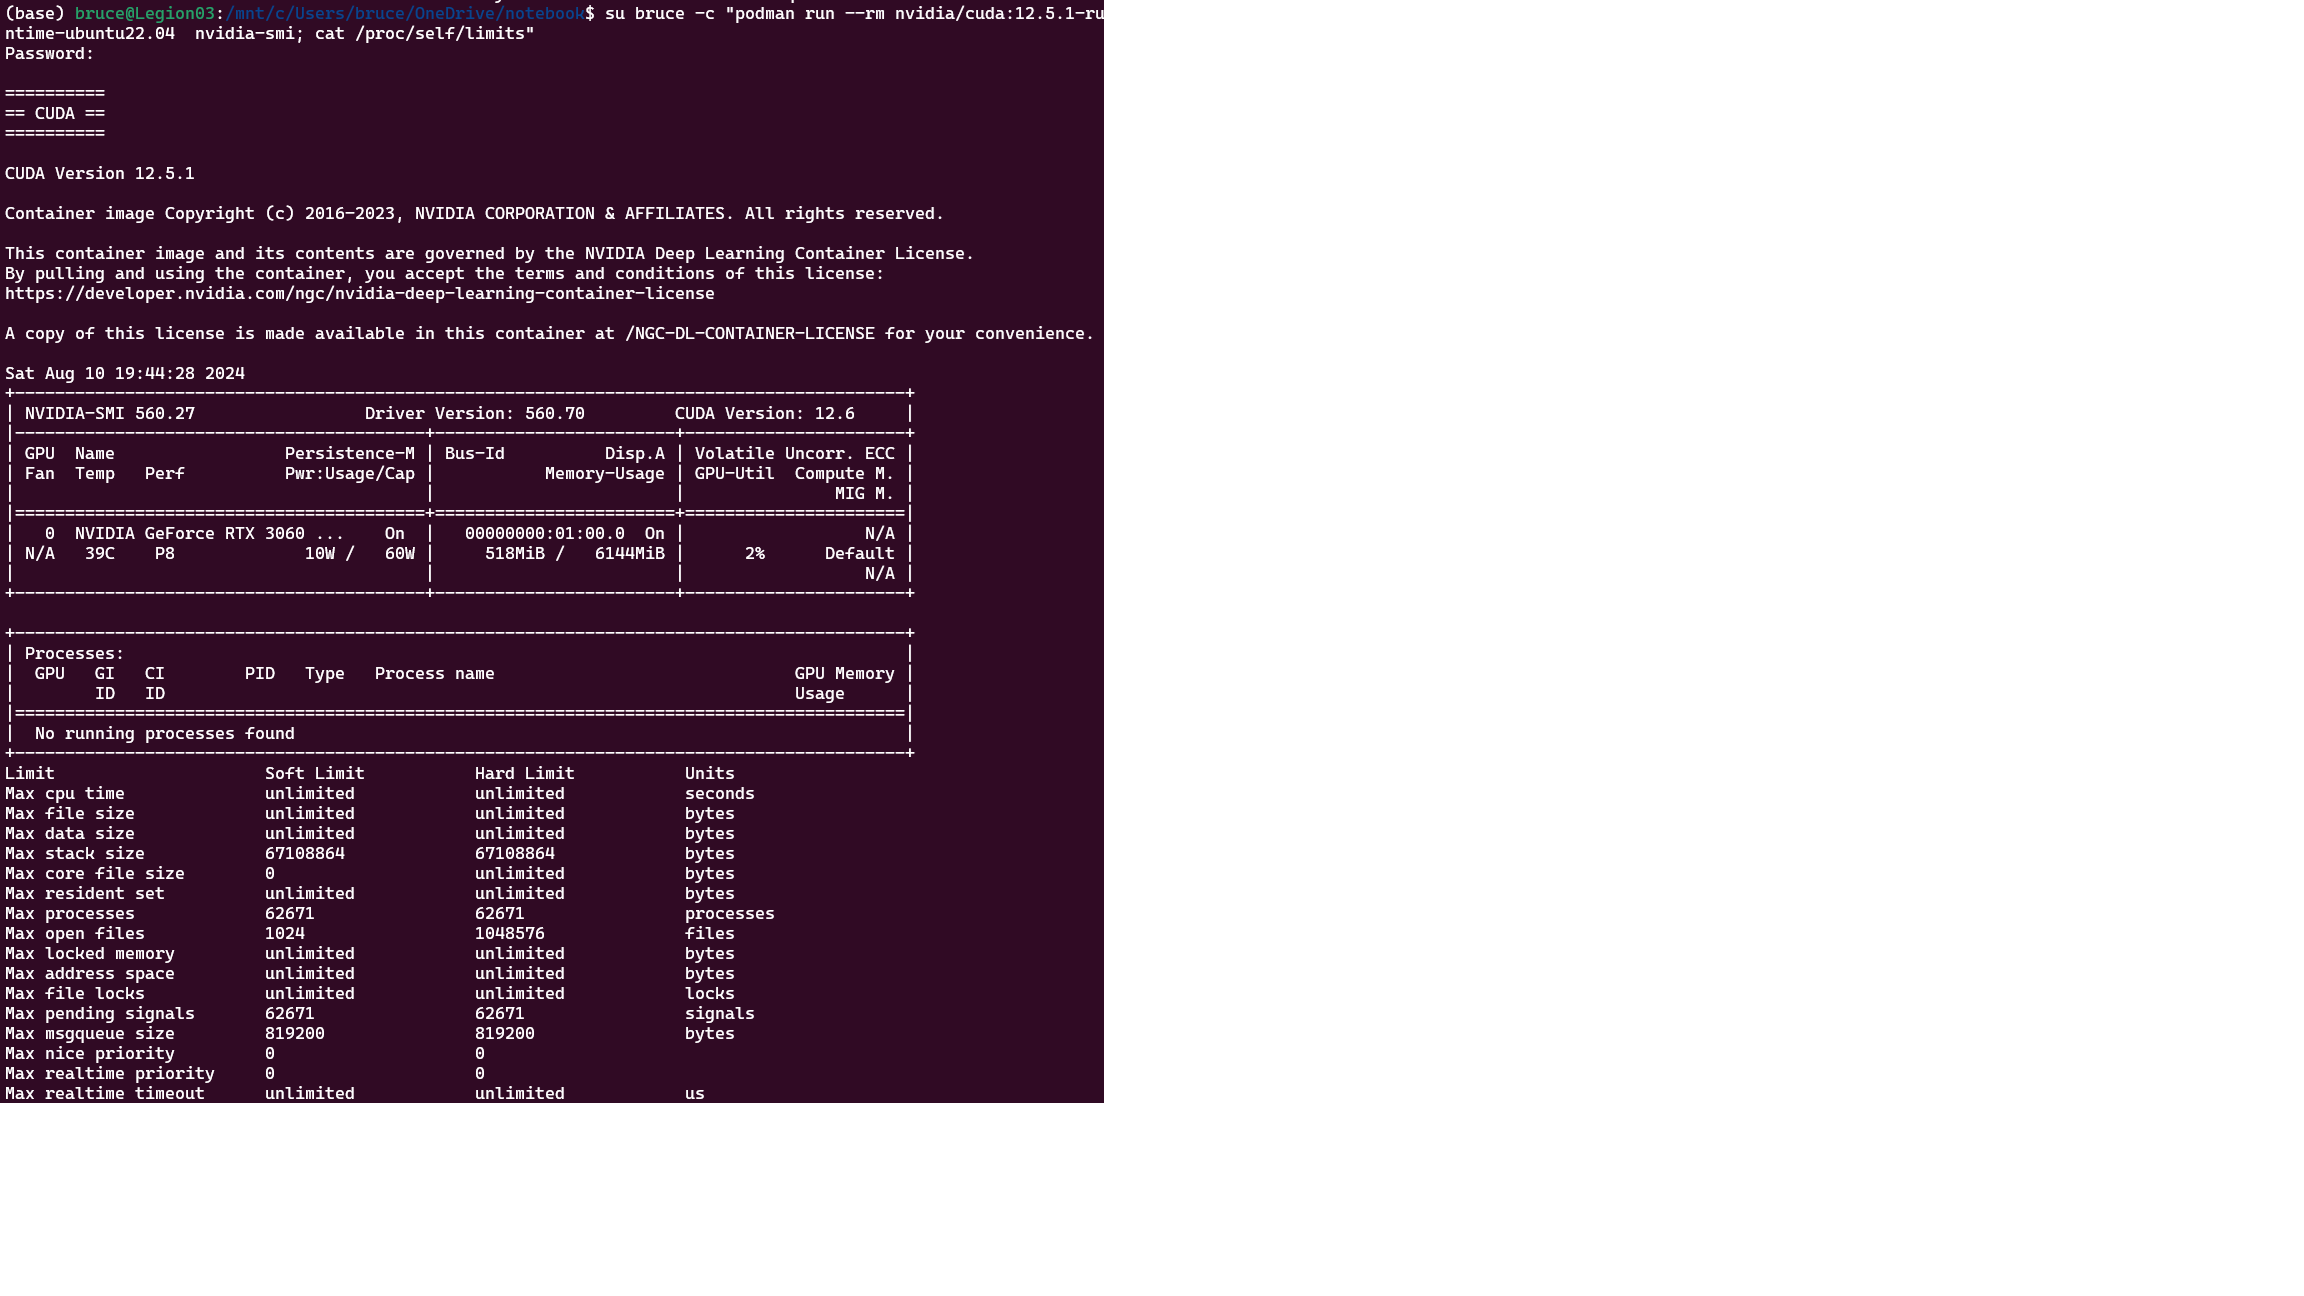 (base) bruce@Legion03:/mnt/c/Users/bruce/OneDrive/notebook$ su bruce -c "podman run --rm nvidia/cuda:12.5.1-ru
ntime-ubuntu22.04  nvidia-smi; cat /proc/self/limits"
Password:

==========
== CUDA ==
==========

CUDA Version 12.5.1

Container image Copyright (c) 2016-2023, NVIDIA CORPORATION & AFFILIATES. All rights reserved.

This container image and its contents are governed by the NVIDIA Deep Learning Container License.
By pulling and using the container, you accept the terms and conditions of this license:
https://developer.nvidia.com/ngc/nvidia-deep-learning-container-license

A copy of this license is made available in this container at /NGC-DL-CONTAINER-LICENSE for your convenience.

Sat Aug 10 19:44:28 2024
+-----------------------------------------------------------------------------------------+
| NVIDIA-SMI 560.27                 Driver Version: 560.70         CUDA Version: 12.6     |
|-----------------------------------------+------------------------+----------------------+
| GPU  Name                 Persistence-M | Bus-Id          Disp.A | Volatile Uncorr. ECC |
| Fan  Temp   Perf          Pwr:Usage/Cap |           Memory-Usage | GPU-Util  Compute M. |
|                                         |                        |               MIG M. |
|=========================================+========================+======================|
|   0  NVIDIA GeForce RTX 3060 ...    On  |   00000000:01:00.0  On |                  N/A |
| N/A   39C    P8             10W /   60W |     518MiB /   6144MiB |      2%      Default |
|                                         |                        |                  N/A |
+-----------------------------------------+------------------------+----------------------+

+-----------------------------------------------------------------------------------------+
| Processes:                                                                              |
|  GPU   GI   CI        PID   Type   Process name                              GPU Memory |
|        ID   ID                                                               Usage      |
|=========================================================================================|
|  No running processes found                                                             |
+-----------------------------------------------------------------------------------------+
Limit                     Soft Limit           Hard Limit           Units
Max cpu time              unlimited            unlimited            seconds
Max file size             unlimited            unlimited            bytes
Max data size             unlimited            unlimited            bytes
Max stack size            67108864             67108864             bytes
Max core file size        0                    unlimited            bytes
Max resident set          unlimited            unlimited            bytes
Max processes             62671                62671                processes
Max open files            1024                 1048576              files
Max locked memory         unlimited            unlimited            bytes
Max address space         unlimited            unlimited            bytes
Max file locks            unlimited            unlimited            locks
Max pending signals       62671                62671                signals
Max msgqueue size         819200               819200               bytes
Max nice priority         0                    0
Max realtime priority     0                    0
Max realtime timeout      unlimited            unlimited            us